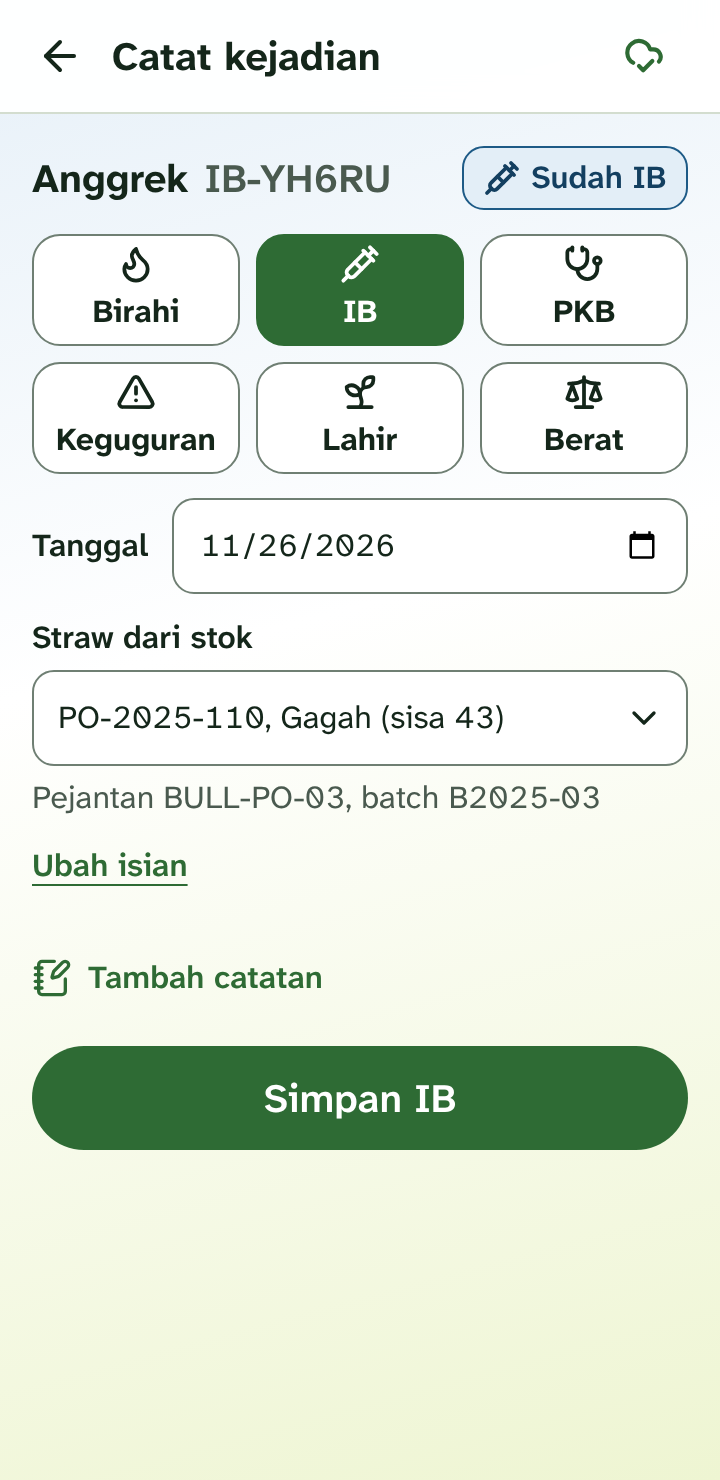 Catat kejadian
Anggrek IB-YH6RU
Sudah IB
Birahi
IB
PKB
Keguguran
Lahir
Berat
Tanggal
11/26/2026
Straw dari stok
PO-2025-110, Gagah (sisa 43)
Pejantan BULL-PO-03, batch B2025-03
Ubah isian
Tambah catatan
Simpan IB